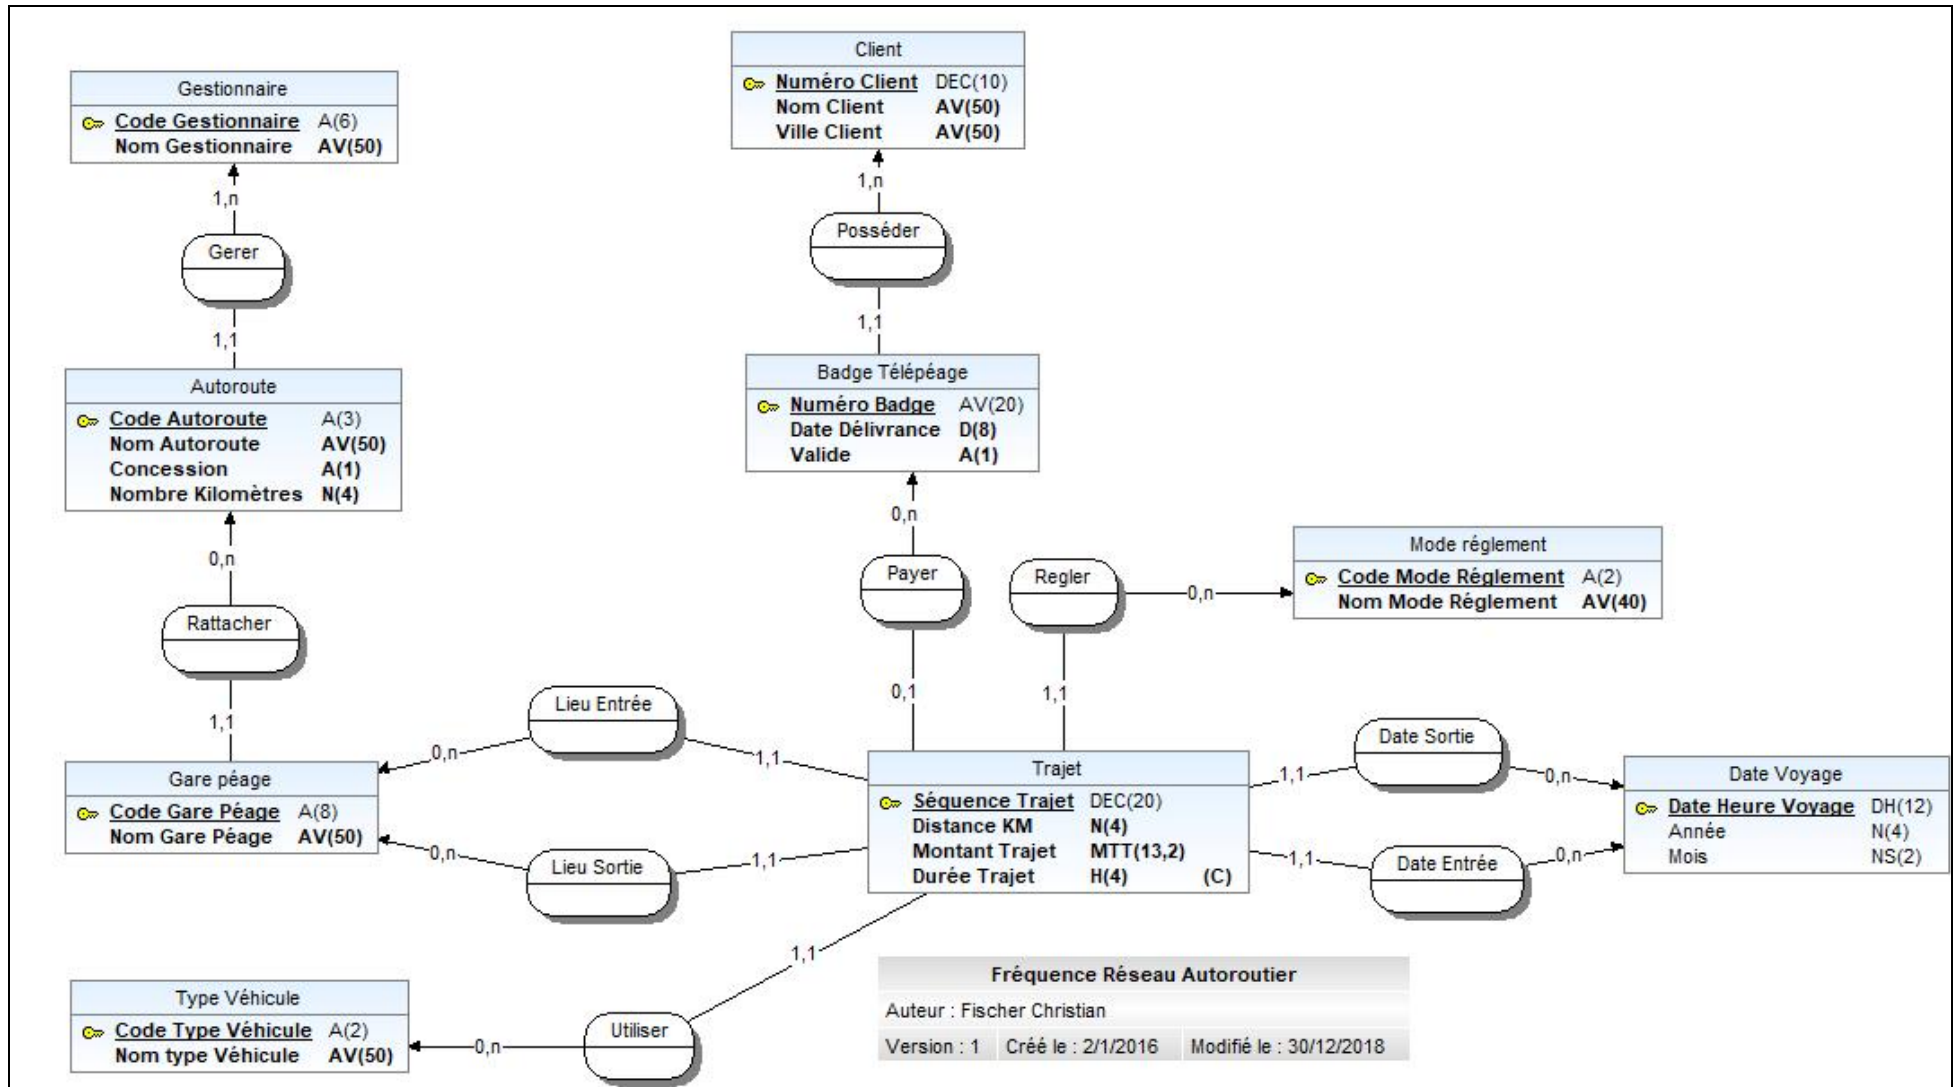 Client
Numéro Client DEC(10)
Nom Client AV(50)
Ville Client AV(50)
Gestionnaire
Code Gestionnaire A(6)
Nom Gestionnaire AV(50)
1,n
Gerer
1,1
1,n
Posséder
1,1
Autoroute
Code Autoroute A(3)
Nom Autoroute AV(50)
Concession A(1)
Nombre Kilomètres N(4)
Badge Télépéage
Numéro Badge AV(20)
Date Délivrance D(8)
Valide A(1)
0,n
Rattacher
1,1
0,n
Payer
0,1
Regler
0,n
1,1
Mode réglement
Code Mode Réglement A(2)
Nom Mode Réglement AV(40)
Lieu Entrée
0,n
1,1
Gare péage
Code Gare Péage A(8)
Nom Gare Péage AV(50)
0,n
Lieu Sortie
1,1
Trajet
Séquence Trajet DEC(20)
Distance KM N(4)
Montant Trajet MTT(13,2)
Durée Trajet H(4) (C)
Date Sortie
1,1
0,n
Date Voyage
Date Heure Voyage DH(12)
Année N(4)
Mois NS(2)
1,1
Date Entrée
0,n
1,1
Type Véhicule
Code Type Véhicule A(2)
Nom type Véhicule AV(50)
0,n
Utiliser
Fréquence Réseau Autoroutier
Auteur : Fischer Christian
Version : 1 Créé le : 2/1/2016 Modifié le : 30/12/2018